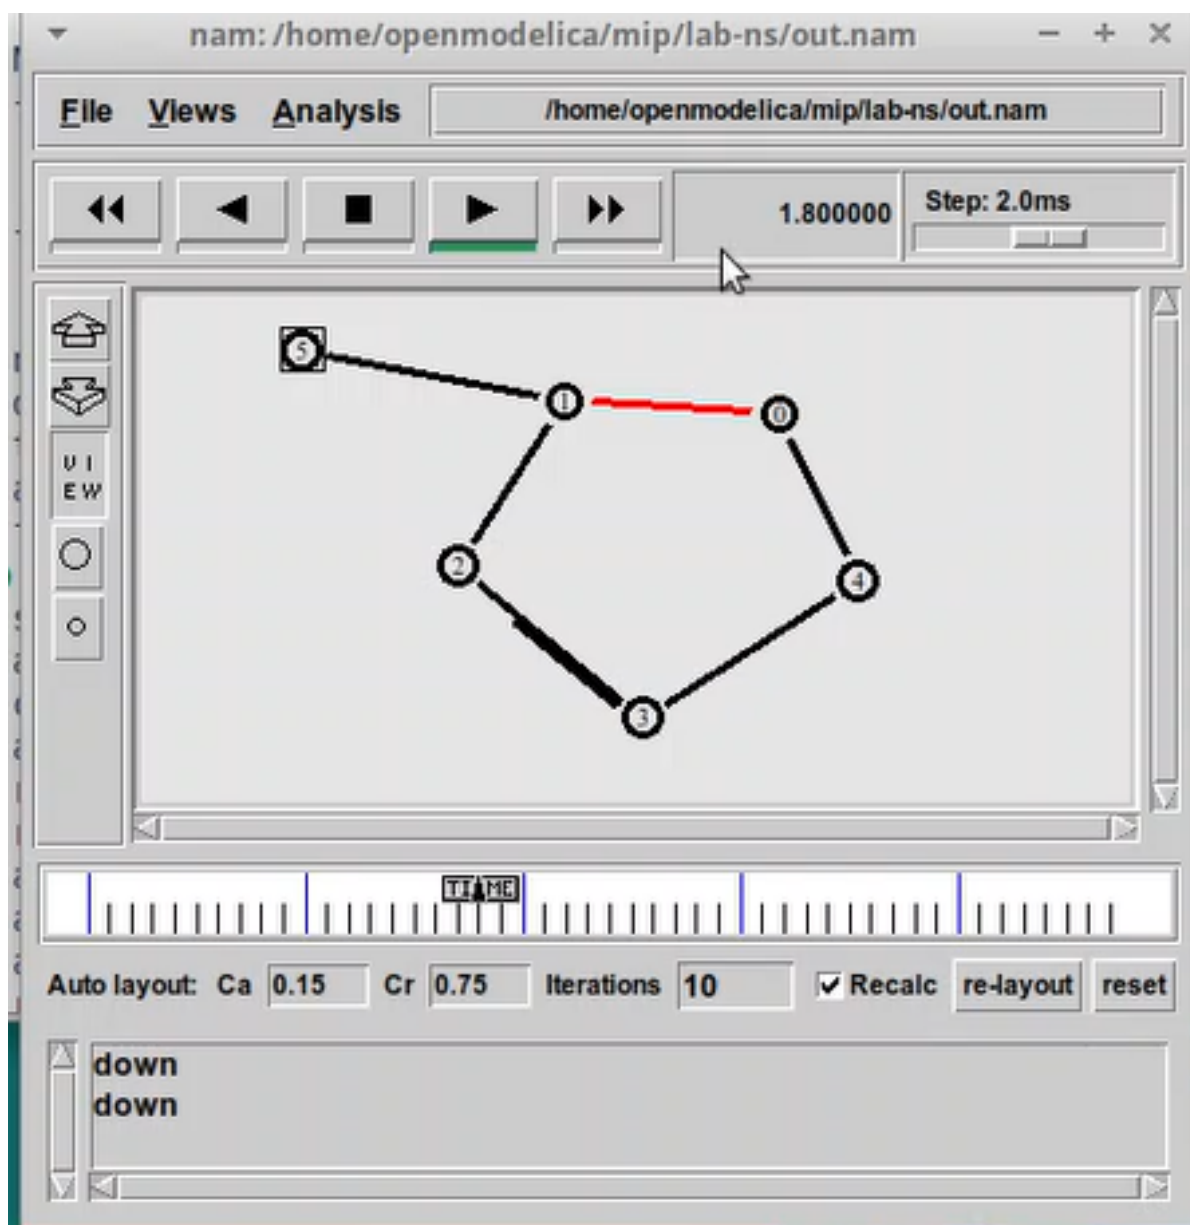 nam: /home/openmodelica/mip/lab-ns/out.nam
File Views Analysis /home/openmodelica/mip/lab-ns/out.nam
1.800000 Step: 2.0ms
5
1 0
VI
EW
2 4
3
TIME
Auto layout: Ca 0.15 Cr 0.75 Iterations 10 Recalc re-layout reset
down
down